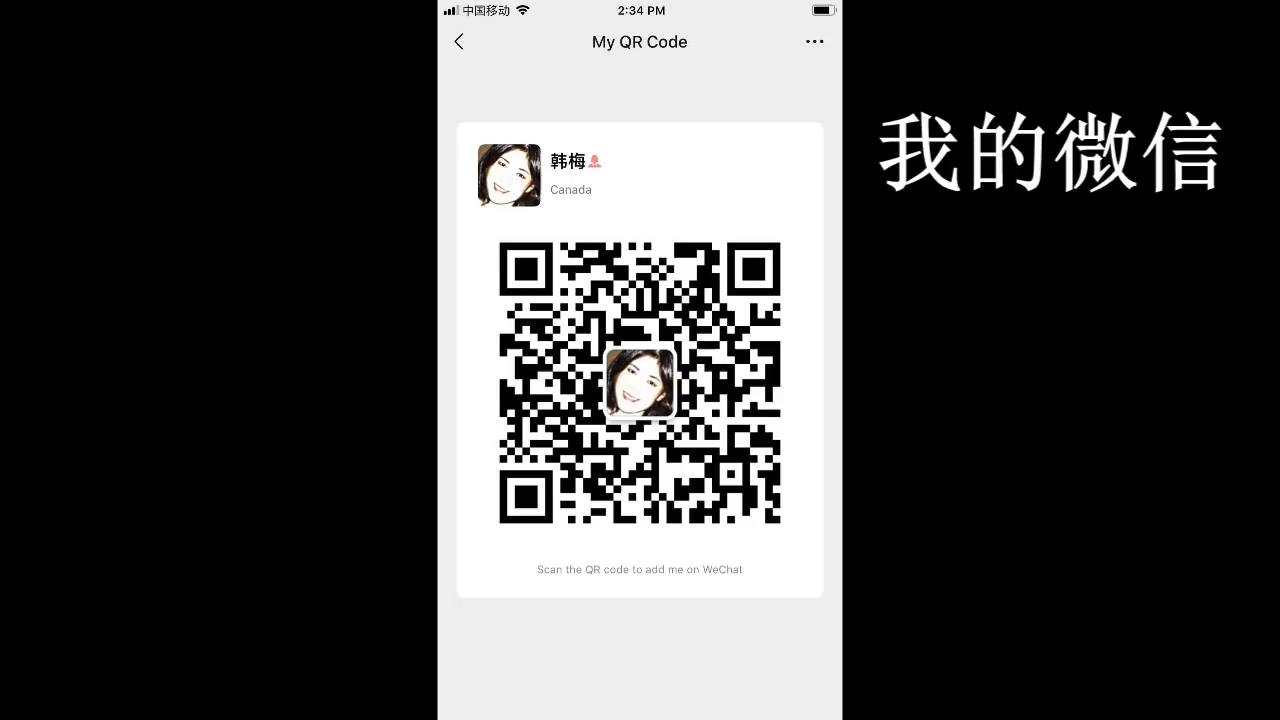 中国移动
2:34 PM
My QR Code
我的微信
韩梅
Canada
Scan the QR code to add me on WeChat